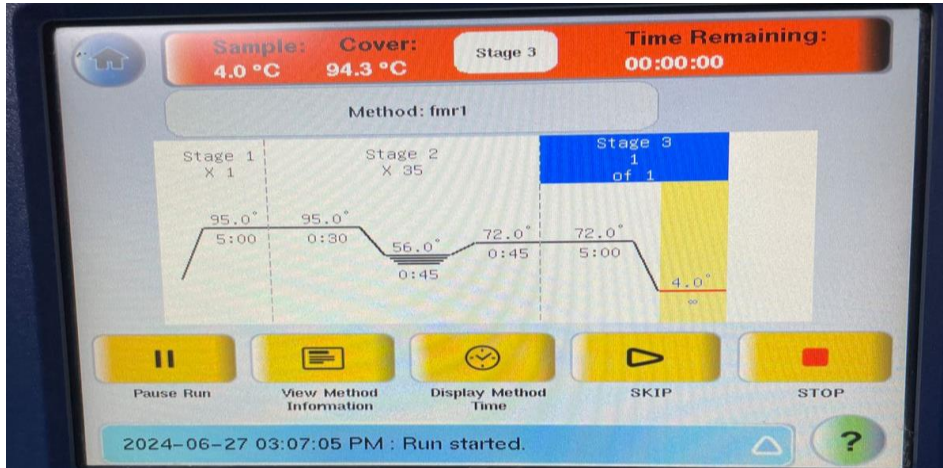 Sample: Cover: Stage 3 Time Remaining:
4.0 °C 94.3 °C 00:00:00
Method: fmr1
Stage 1 Stage 2 Stage 3
X 1 X 35 1
of 1
95.0° 95.0° 56.0° 72.0° 72.0° 4.0°
5:00 0:30 0:45 0:45 5:00 ∞
Pause Run View Method Information Display Method Time SKIP STOP
2024-06-27 03:07:05 PM : Run started. ?